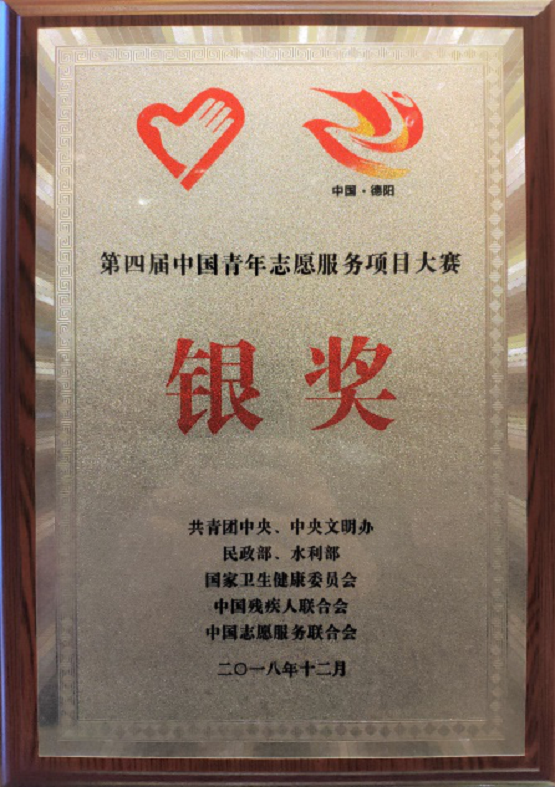 中国·德阳
第四届中国青年志愿服务项目大赛
银奖
共青团中央、中央文明办
民政部、水利部
国家卫生健康委员会
中国残疾人联合会
中国志愿服务联合会
二〇一八年十二月